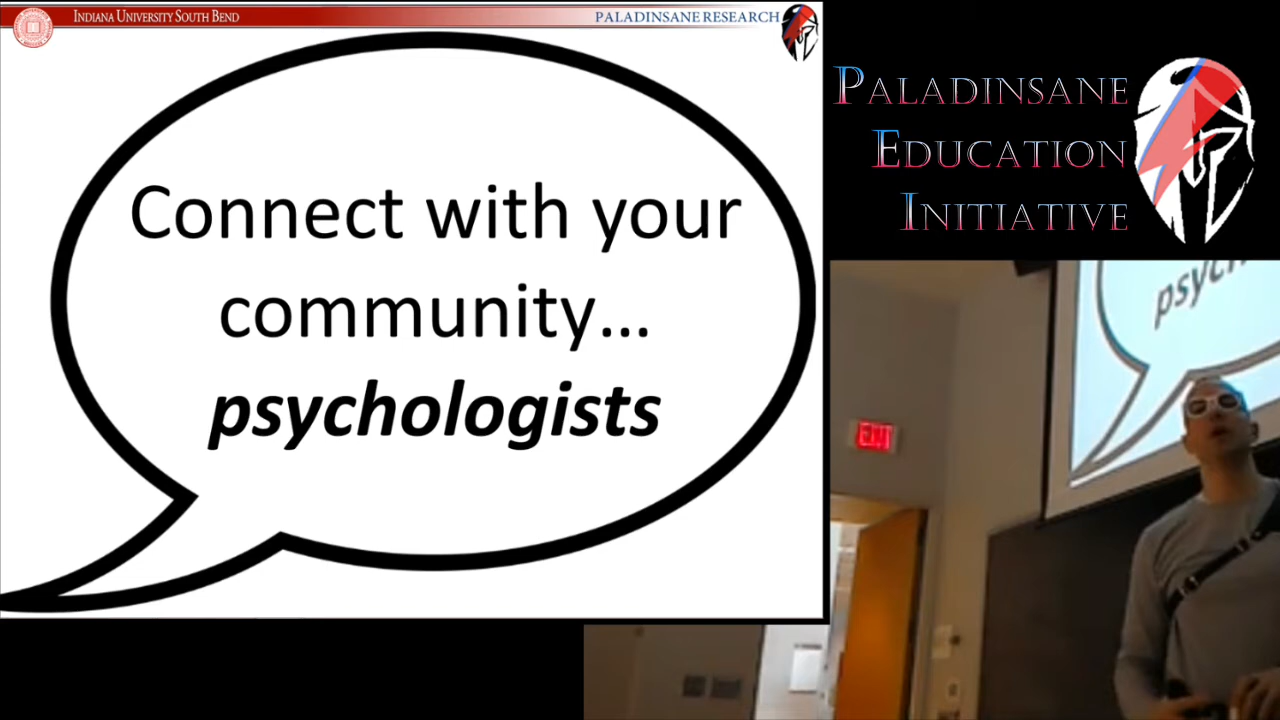 INDIANA UNIVERSITY SOUTH BEND
PALADINSANE RESEARCH
Connect with your
community...
psychologists
PALADINSANE
EDUCATION
INITIATIVE
psych
EXIT